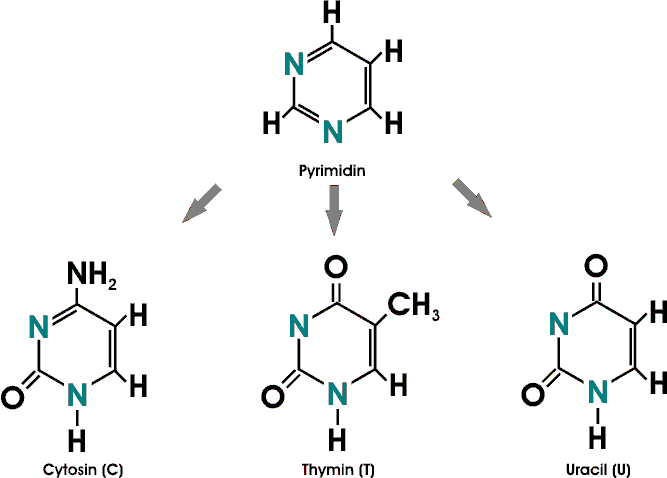 H
N H
H N H
Pyrimidin
NH₂
N H
O N H
H
Cytosin (C)
O
N CH₃
O N H
H
Thymin (T)
O
N H
O N H
H
Uracil (U)